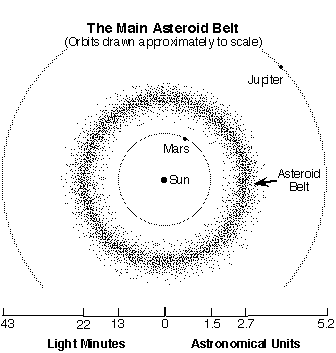 The Main Asteroid Belt
(Orbits drawn approximately to scale)
Jupiter
Mars
Sun
Asteroid
Belt
43 22 13 0 1.5 2.7 5.2
Light Minutes Astronomical Units